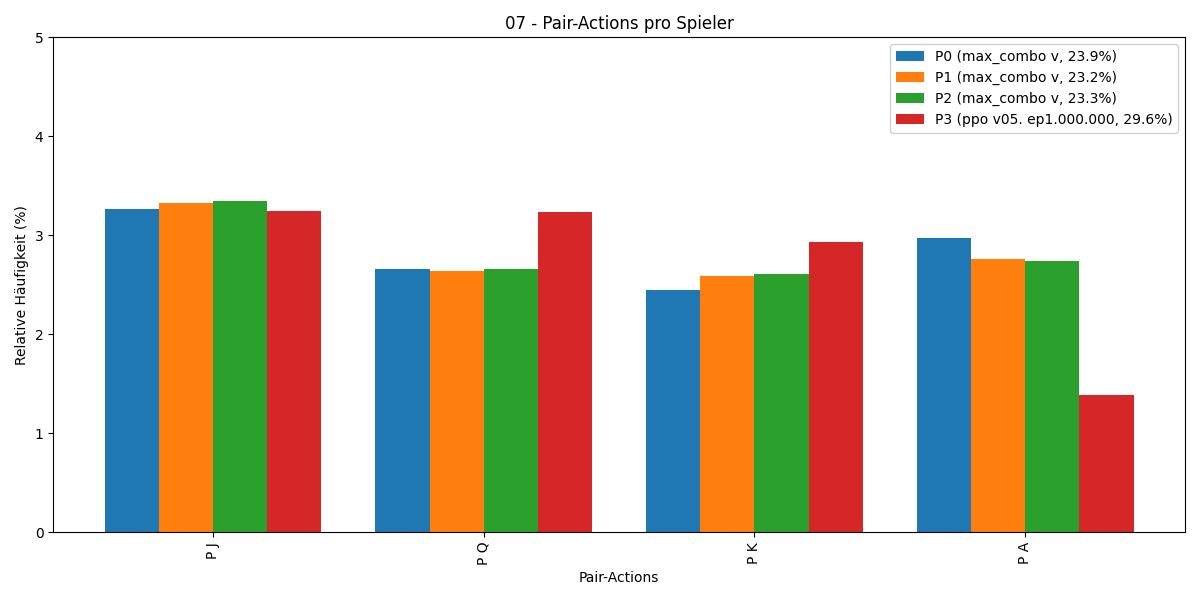 07 - Pair-Actions pro Spieler
P0 (max_combo v, 23.9%)
P1 (max_combo v, 23.2%)
P2 (max_combo v, 23.3%)
P3 (ppo v05. ep1.000.000, 29.6%)
Relative Häufigkeit (%)
5
4
3
2
1
0
P J
P Q
P K
P A
Pair-Actions